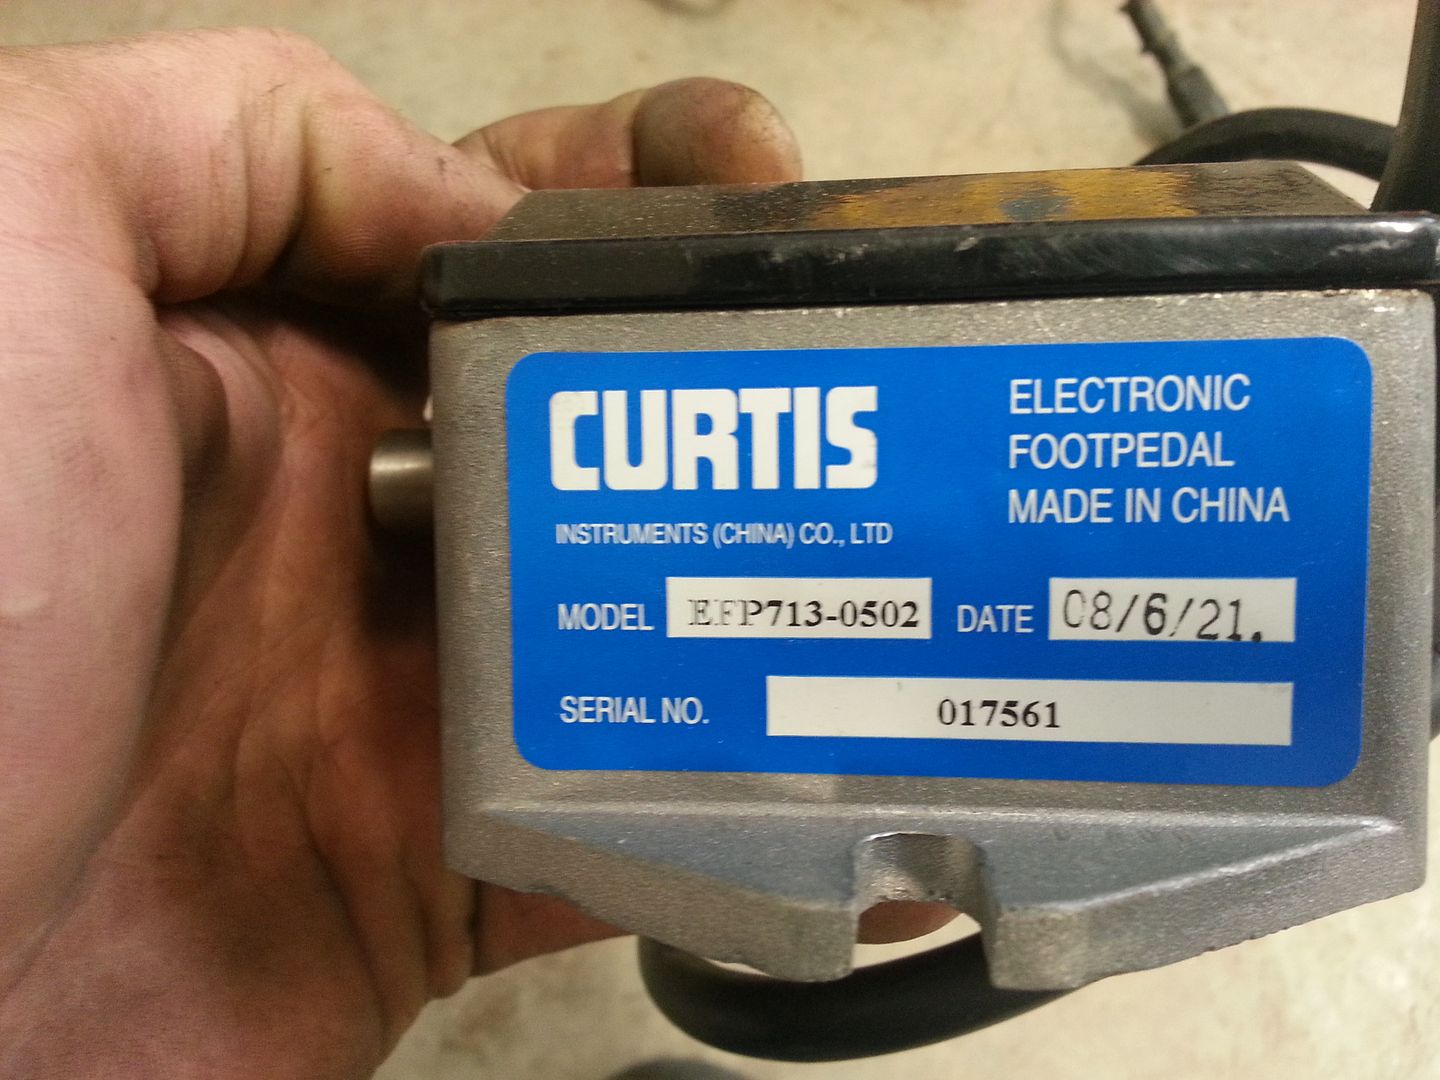 CURTIS
INSTRUMENTS (CHINA) CO., LTD
ELECTRONIC
FOOTPEDAL
MADE IN CHINA
MODEL EFP713-0502 DATE 08/6/21.
SERIAL NO. 017561